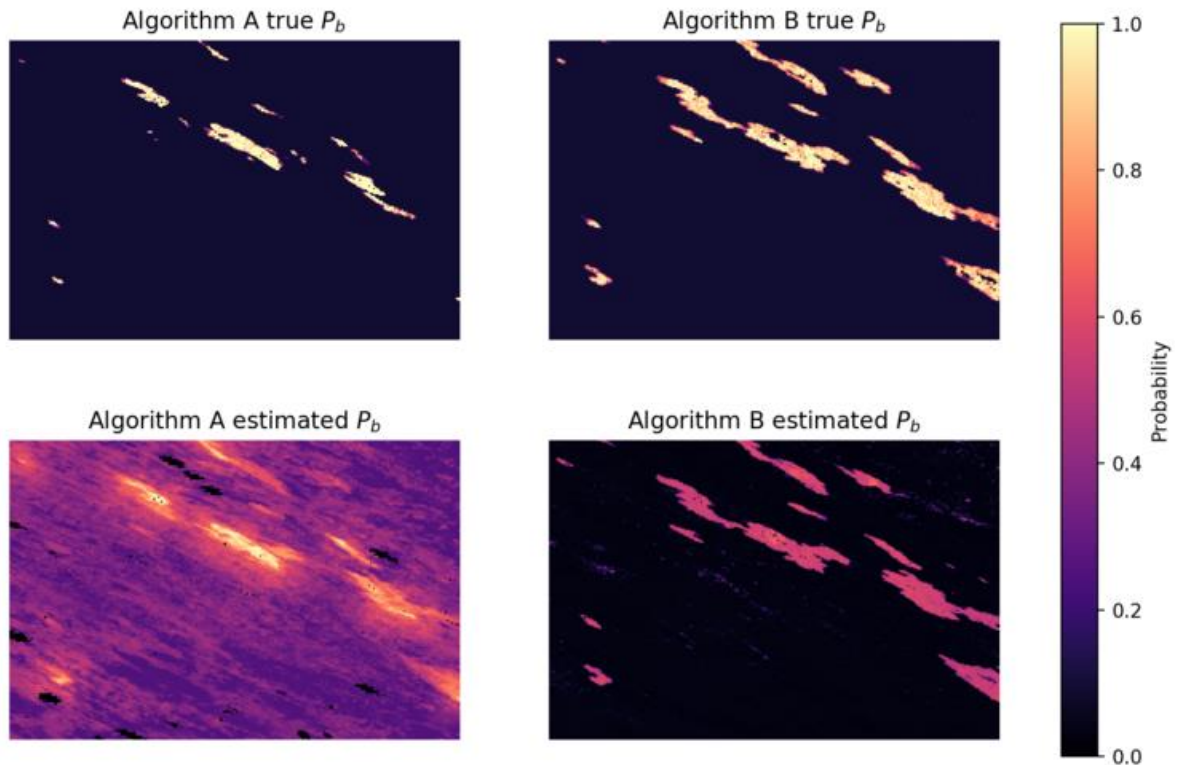 Algorithm A true P_b
Algorithm B true P_b
Algorithm A estimated P_b
Algorithm B estimated P_b
1.0
0.8
0.6
0.4
0.2
0.0
Probability